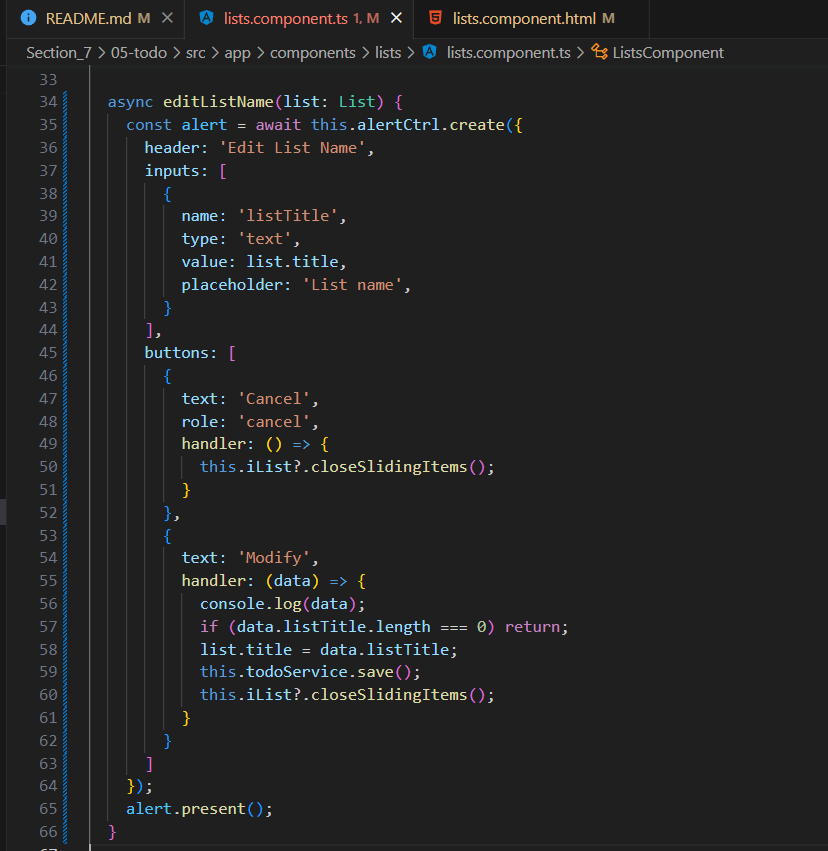 README.md M
lists.component.ts 1, M
lists.component.html M
Section_7 > 05-todo > src > app > components > lists > lists.component.ts > ListsComponent
33
34 async editListName(list: List) {
35 const alert = await this.alertCtrl.create({
36 header: 'Edit List Name',
37 inputs: [
38 {
39 name: 'listTitle',
40 type: 'text',
41 value: list.title,
42 placeholder: 'List name',
43 }
44 ],
45 buttons: [
46 {
47 text: 'Cancel',
48 role: 'cancel',
49 handler: () => {
50 this.iList?.closeSlidingItems();
51 }
52 },
53 {
54 text: 'Modify',
55 handler: (data) => {
56 console.log(data);
57 if (data.listTitle.length === 0) return;
58 list.title = data.listTitle;
59 this.todoService.save();
60 this.iList?.closeSlidingItems();
61 }
62 }
63 ]
64 });
65 alert.present();
66 }
67